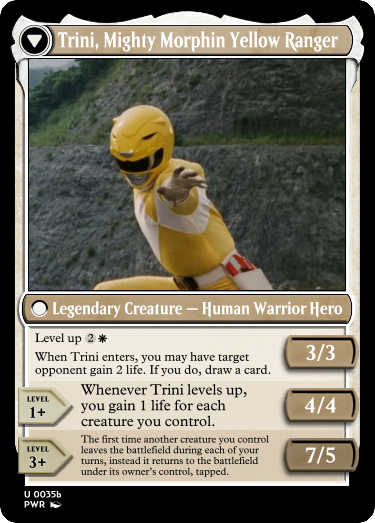 Trini, Mighty Morphin Yellow Ranger
Legendary Creature — Human Warrior Hero
Level up 2
When Trini enters, you may have target
opponent gain 2 life. If you do, draw a card.
3/3
LEVEL
1+
Whenever Trini levels up,
you gain 1 life for each
creature you control.
4/4
LEVEL
3+
The first time another creature you control
leaves the battlefield during each of your
turns, instead it returns to the battlefield
under its owner's control, tapped.
7/5
U 0035b
PWR